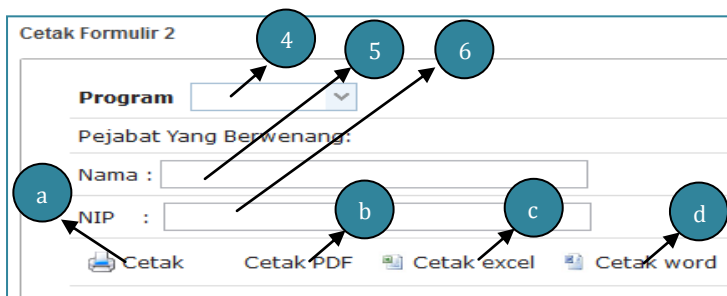 Cetak Formulir 2
4 5 6
Program
Pejabat Yang Berwenang:
Nama :
a
NIP :
b c d
Cetak Cetak PDF Cetak excel Cetak word